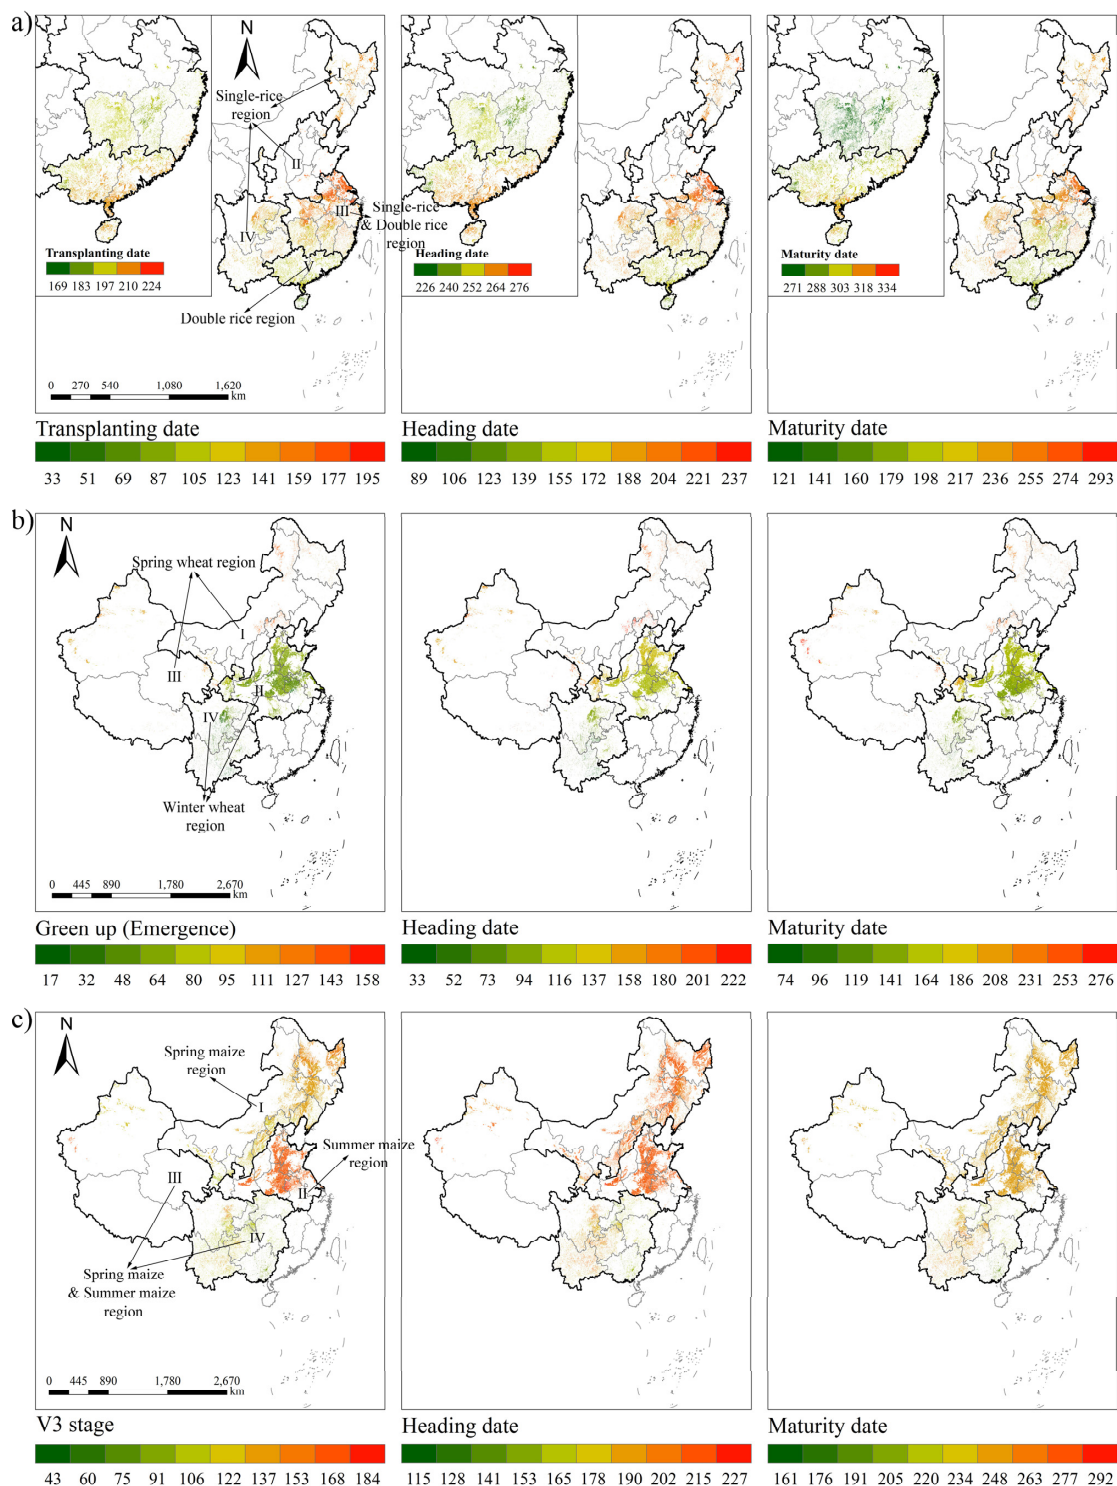 a)
N
I
Single-rice
region
II
III
Single-rice
& Double rice
region
IV
V
Double rice region
Transplanting date
169 183 197 210 224
Heading date
226 240 252 264 276
Maturity date
271 288 303 318 334
0 270 540 1,080 1,620
km
Transplanting date
33 51 69 87 105 123 141 159 177 195
Heading date
89 106 123 139 155 172 188 204 221 237
Maturity date
121 141 160 179 198 217 236 255 274 293
b)
N
Spring wheat region
I
III
II
IV
Winter wheat
region
0 445 890 1,780 2,670
km
Green up (Emergence)
17 32 48 64 80 95 111 127 143 158
Heading date
33 52 73 94 116 137 158 180 201 222
Maturity date
74 96 119 141 164 186 208 231 253 276
c)
N
Spring maize
region
I
Summer maize
region
III
II
IV
Spring maize
& Summer maize
region
0 445 890 1,780 2,670
km
V3 stage
43 60 75 91 106 122 137 153 168 184
Heading date
115 128 141 153 165 178 190 202 215 227
Maturity date
161 176 191 205 220 234 248 263 277 292